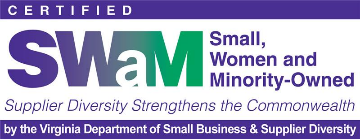 CERTIFIED
SWaM
Small,
Women and
Minority-Owned
Supplier Diversity Strengthens the Commonwealth
by the Virginia Department of Small Business & Supplier Diversity